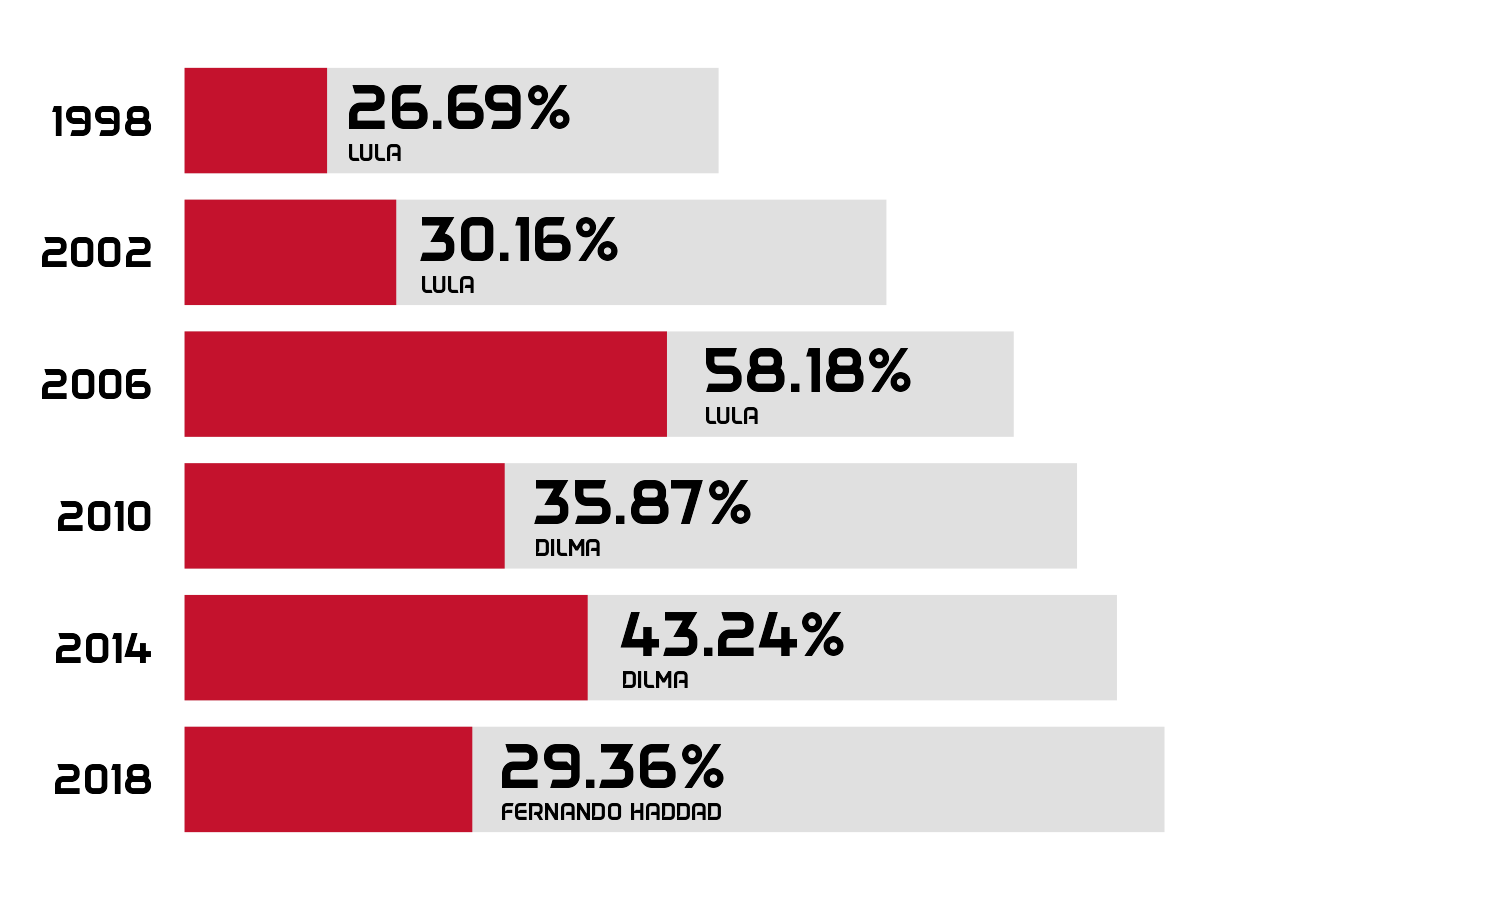 1998
26.69%
LULA
2002
30.16%
LULA
2006
58.18%
LULA
2010
35.87%
DILMA
2014
43.24%
DILMA
2018
29.36%
FERNANDO HADDAD